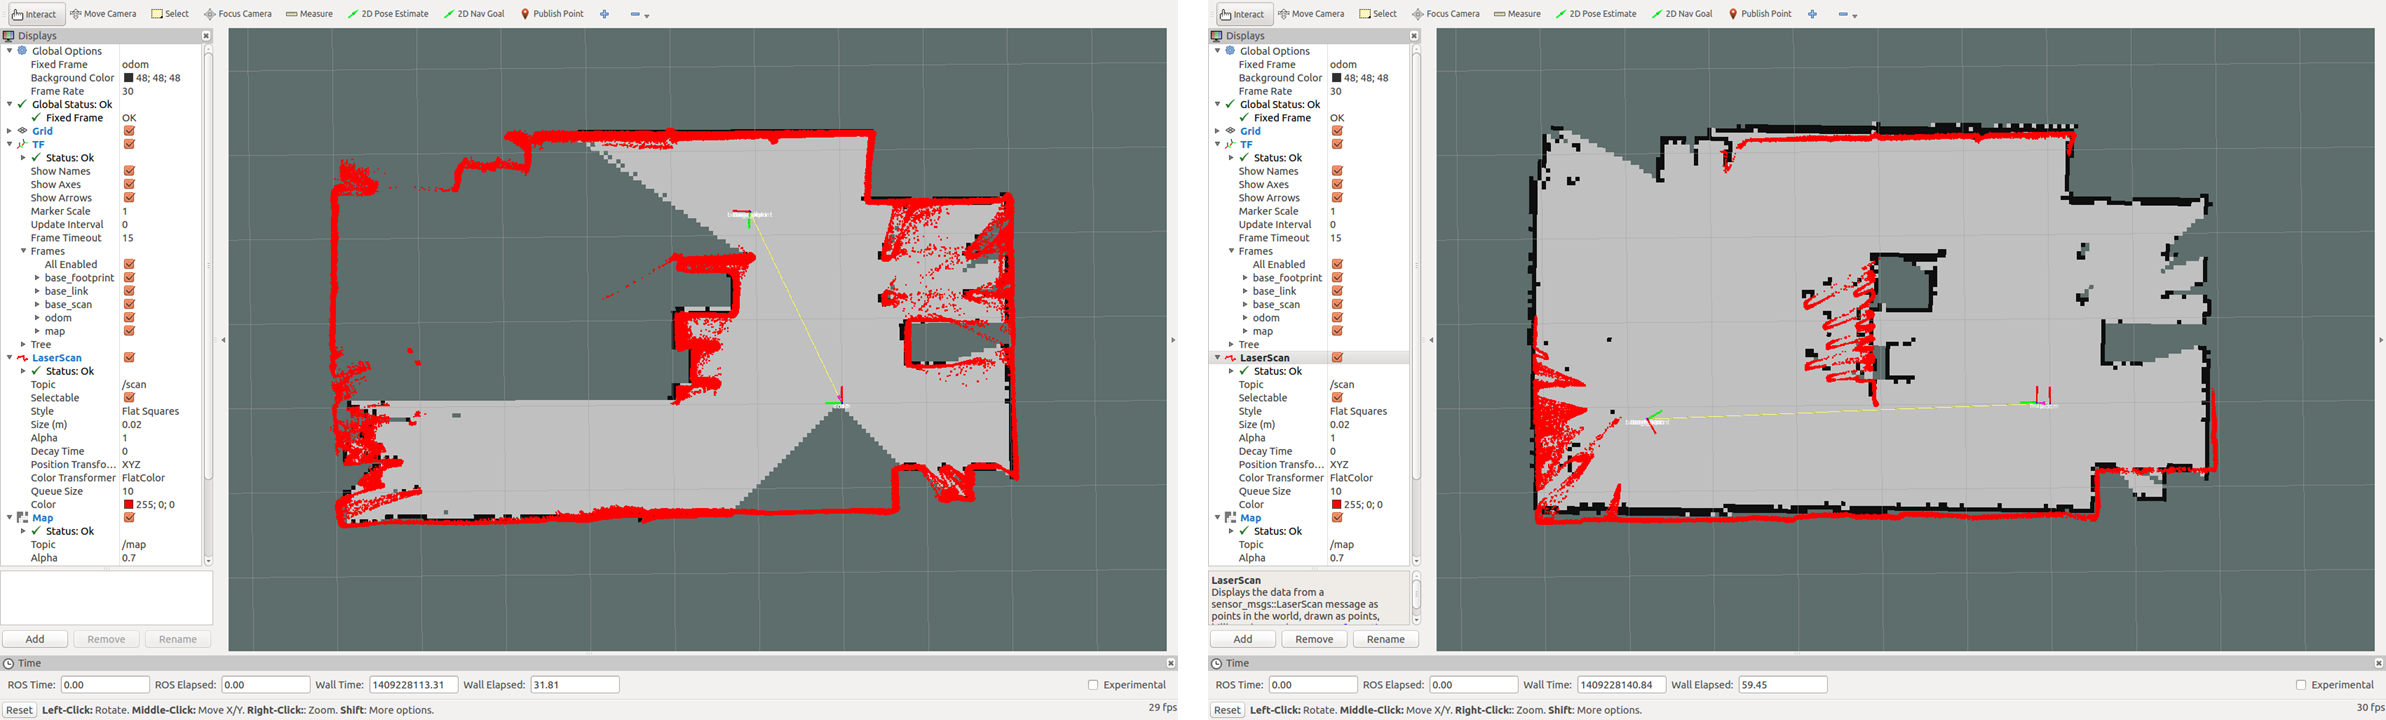 Interact Move Camera Select Focus Camera Measure 2D Pose Estimate 2D Nav Goal Publish Point
Displays
Global Options
Fixed Frame odom
Background Color 48; 48; 48
Frame Rate 30
Global Status: Ok
Fixed Frame OK
Grid
TF
Status: Ok
Show Names
Show Axes
Show Arrows
Marker Scale 1
Update Interval 0
Frame Timeout 15
Frames
All Enabled
base_footprint
base_link
base_scan
odom
map
Tree
LaserScan
Status: Ok
Topic /scan
Selectable
Style Flat Squares
Size (m) 0.02
Alpha 1
Decay Time 0
Position Transfo... XYZ
Color Transformer FlatColor
Queue Size 10
Color 255; 0; 0
Map
Status: Ok
Topic /map
Alpha 0.7
Add Remove Rename
Time
ROS Time: 0.00 ROS Elapsed: 0.00 Wall Time: 1409228113.31 Wall Elapsed: 31.81 Experimental
Reset Left-Click: Rotate. Middle-Click: Move X/Y. Right-Click:: Zoom. Shift: More options. 29 fps
Interact Move Camera Select Focus Camera Measure 2D Pose Estimate 2D Nav Goal Publish Point
Displays
Global Options
Fixed Frame odom
Background Color 48; 48; 48
Frame Rate 30
Global Status: Ok
Fixed Frame OK
Grid
TF
Status: Ok
Show Names
Show Axes
Show Arrows
Marker Scale 1
Update Interval 0
Frame Timeout 15
Frames
All Enabled
base_footprint
base_link
base_scan
odom
map
Tree
LaserScan
Status: Ok
Topic /scan
Selectable
Style Flat Squares
Size (m) 0.02
Alpha 1
Decay Time 0
Position Transfo... XYZ
Color Transformer FlatColor
Queue Size 10
Color 255; 0; 0
Map
Status: Ok
Topic /map
Alpha 0.7
LaserScan
Displays the data from a
sensor_msgs::LaserScan message as
points in the world, drawn as points,
Add Remove Rename
Time
ROS Time: 0.00 ROS Elapsed: 0.00 Wall Time: 1409228140.84 Wall Elapsed: 59.45 Experimental
Reset Left-Click: Rotate. Middle-Click: Move X/Y. Right-Click:: Zoom. Shift: More options. 30 fps